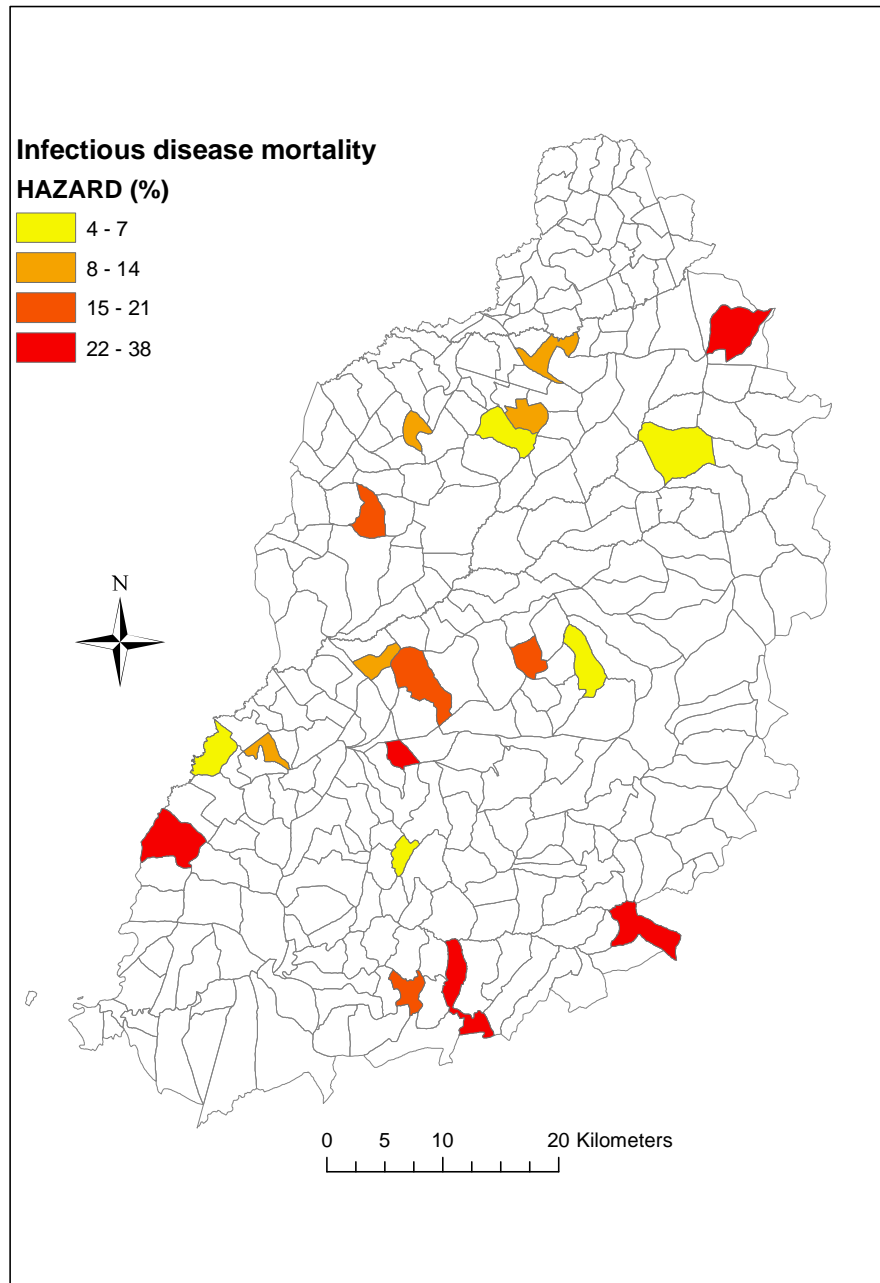 Infectious disease mortality
HAZARD (%)
4 - 7
8 - 14
15 - 21
22 - 38
N
0 5 10 20 Kilometers